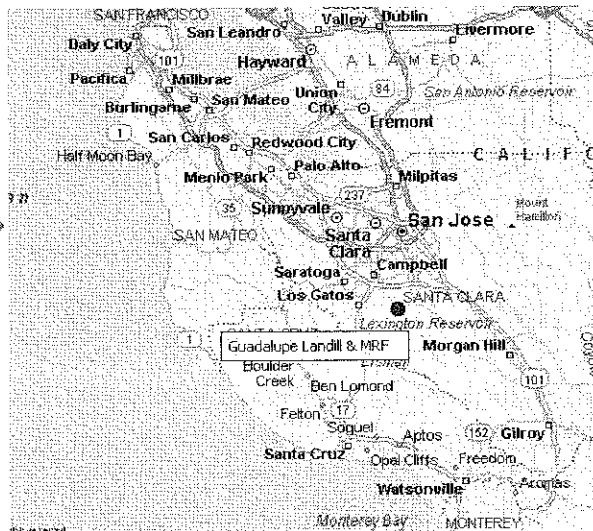 SAN FRANCISCO
Valley
Dublin
Daly City
San Leandro
Livermore
101
Hayward
ALAMEDA
Pacifica
Millbrae
Union City
84
San Antonio Reservoir
Burlingame
San Mateo
Fremont
1
San Carlos
Redwood City
CALIFO
Half Moon Bay
Palo Alto
Menlo Park
Milpitas
237
35
Sunnyvale
San Jose
Mount Hamilton
SAN MATEO
Santa Clara
Campbell
Saratoga
Los Gatos
SANTA CLARA
Lexington Reservoir
1
Guadalupe Landill & MRF
Morgan Hill
Boulder Creek
Ben Lomond
101
Felton
17
Soquel
Aptos
152
Gilroy
Santa Cruz
Opal Cliffs
Freedom
Watsonville
Aromas
Monterey Bay
MONTEREY